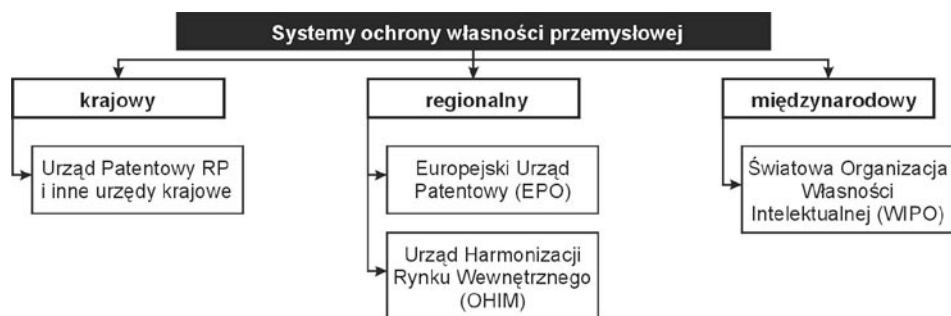 Systemy ochrony własności przemysłowej
krajowy
regionalny
międzynarodowy
Urząd Patentowy RP
i inne urzędy krajowe
Europejski Urząd
Patentowy (EPO)
Urząd Harmonizacji
Rynku Wewnętrznego
(OHIM)
Światowa Organizacja
Własności
Intelektualnej (WIPO)